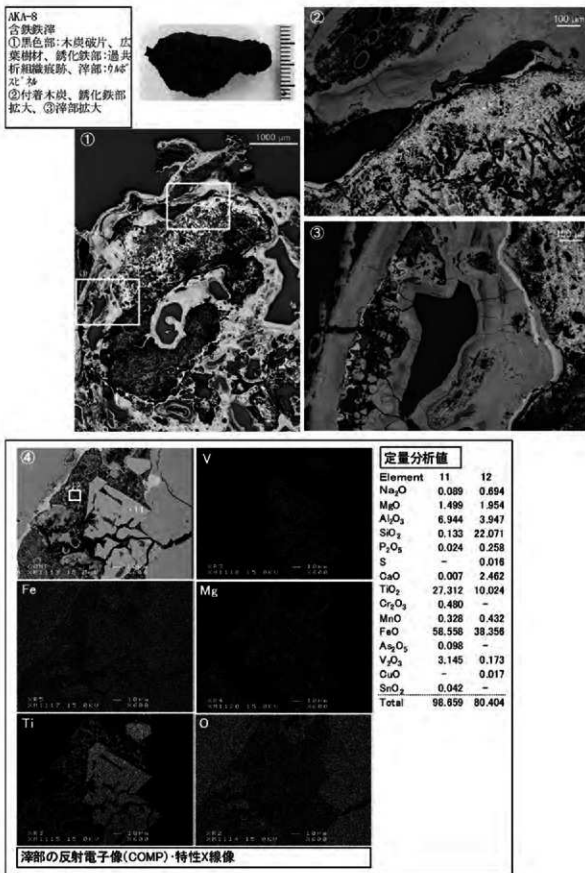 AKA-8
含鉄鉄滓
①黒色部:木炭破片、広
葉樹材、銹化鉄部:過共
析組織痕跡、滓部:ウルボ
スピネル
②付着木炭、銹化鉄部
拡大、③滓部拡大
①
1000μm
②
100μm
③
④
V
Fe
Mg
Ti
O
滓部の反射電子像(COMP)・特性X線像
定量分析値
Element 11 12
Na₂O 0.089 0.694
MgO 1.499 1.954
Al₂O₃ 6.944 3.947
SiO₂ 0.133 22.071
P₂O₅ 0.024 0.258
S - 0.016
CaO 0.007 2.462
TiO₂ 27.312 10.024
Cr₂O₃ 0.480 -
MnO 0.328 0.432
FeO 58.558 38.356
As₂O₅ 0.098 -
V₂O₃ 3.145 0.173
CuO - 0.017
SnO₂ 0.042 -
Total 98.659 80.404